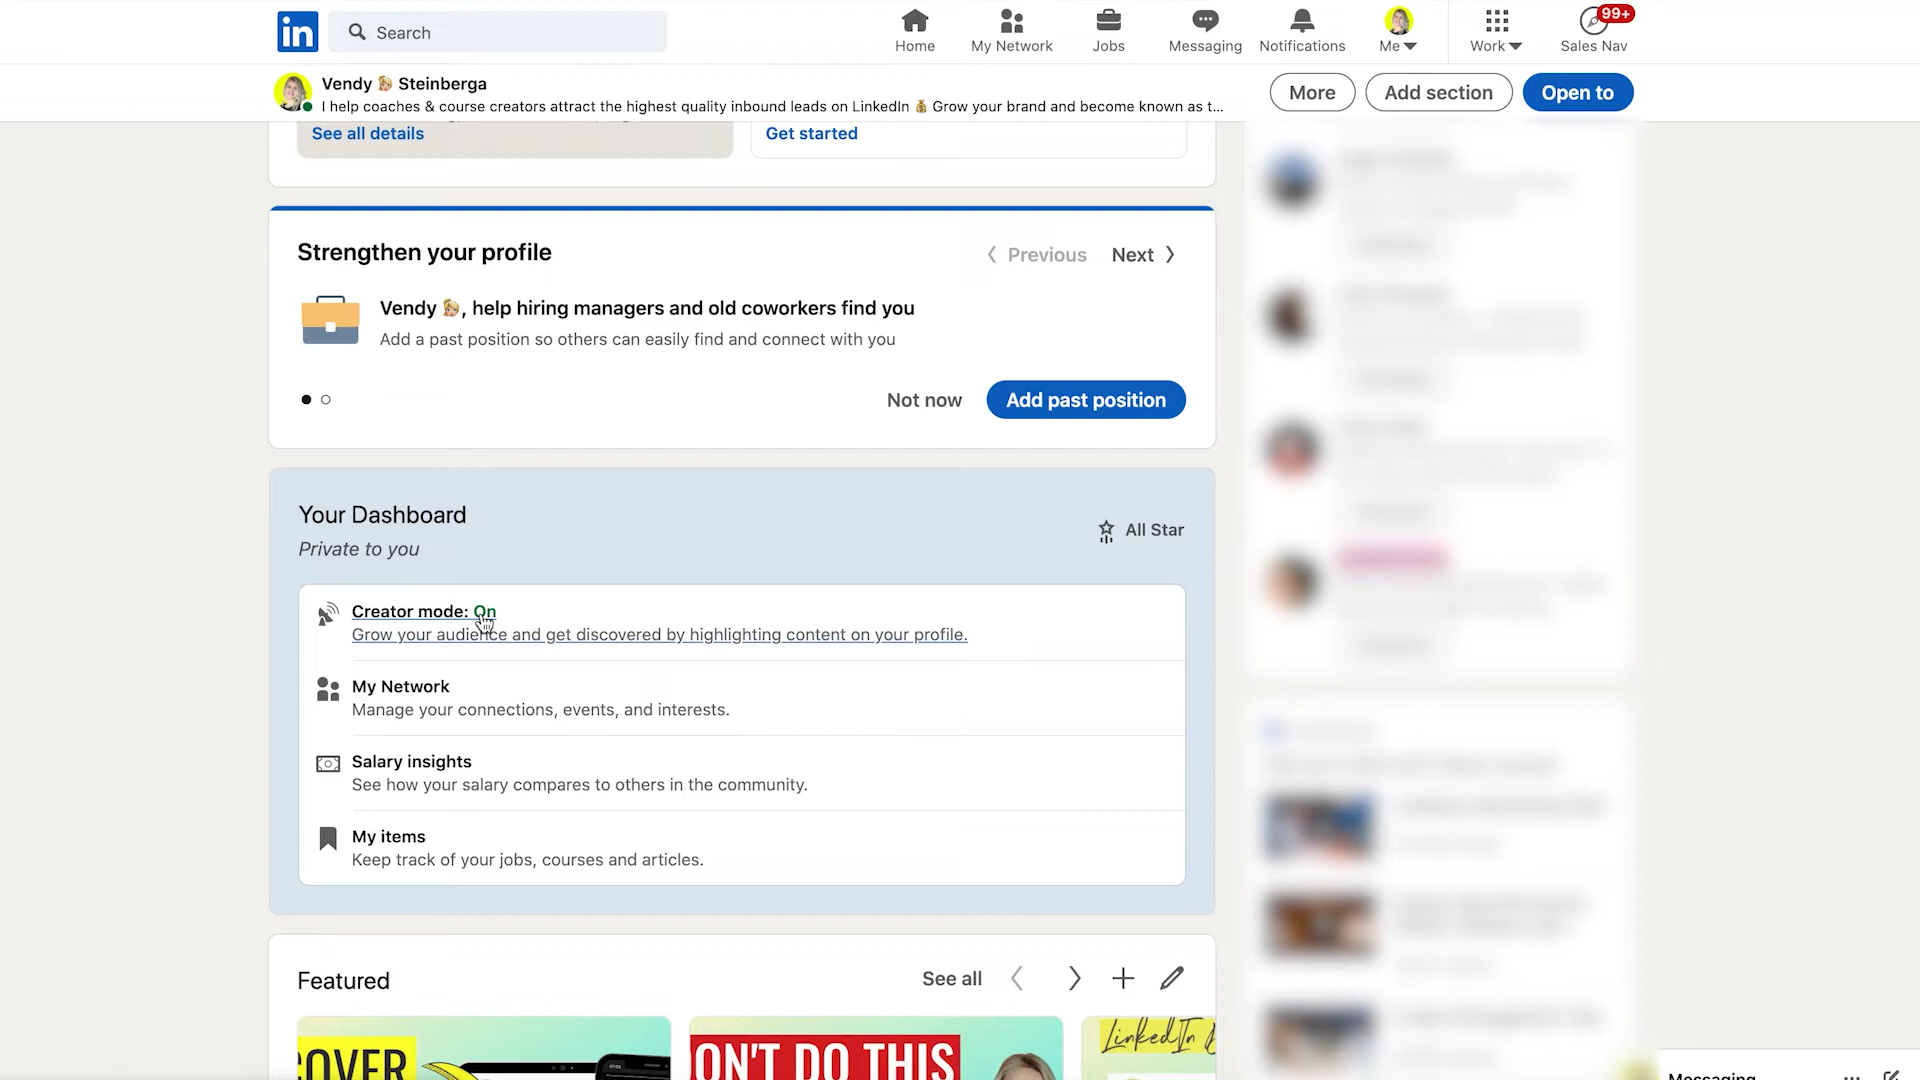 in
Search
Home
My Network
Jobs
Messaging
Notifications
Me
Work
99+
Sales Nav
Vendy 👋🏼 Steinberga
I help coaches & course creators attract the highest quality inbound leads on LinkedIn 💰 Grow your brand and become known as t...
More
Add section
Open to
See all details
Get started
Strengthen your profile
Previous
Next
Vendy 👋🏼, help hiring managers and old coworkers find you
Add a past position so others can easily find and connect with you
Not now
Add past position
Your Dashboard
Private to you
All Star
Creator mode: On
Grow your audience and get discovered by highlighting content on your profile.
My Network
Manage your connections, events, and interests.
Salary insights
See how your salary compares to others in the community.
My items
Keep track of your jobs, courses and articles.
Featured
See all
OVER
ON'T DO THIS
LinkedIn
Messaging